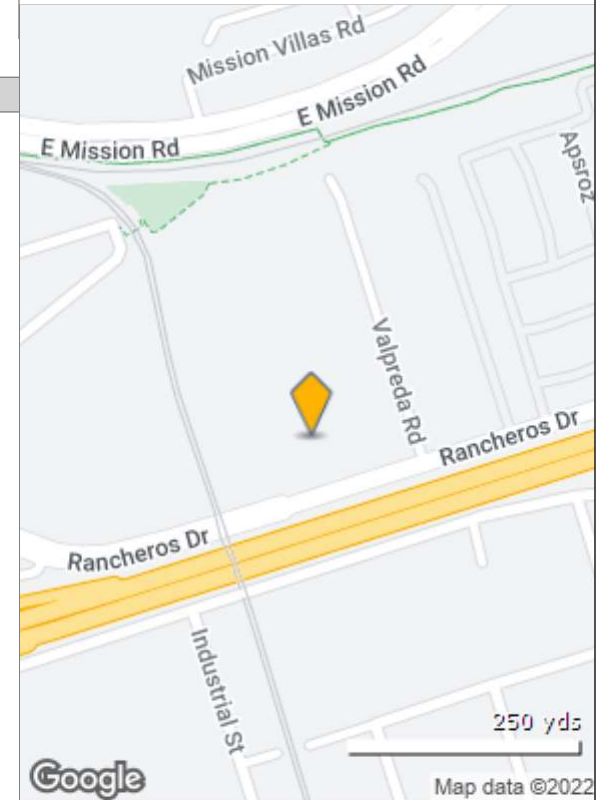 Mission Villas Rd
E Mission Rd
E Mission Rd
Apsroz
Valpreda Rd
Rancheros Dr
Rancheros Dr
Industrial St
250 yds
Google
Map data ©2022